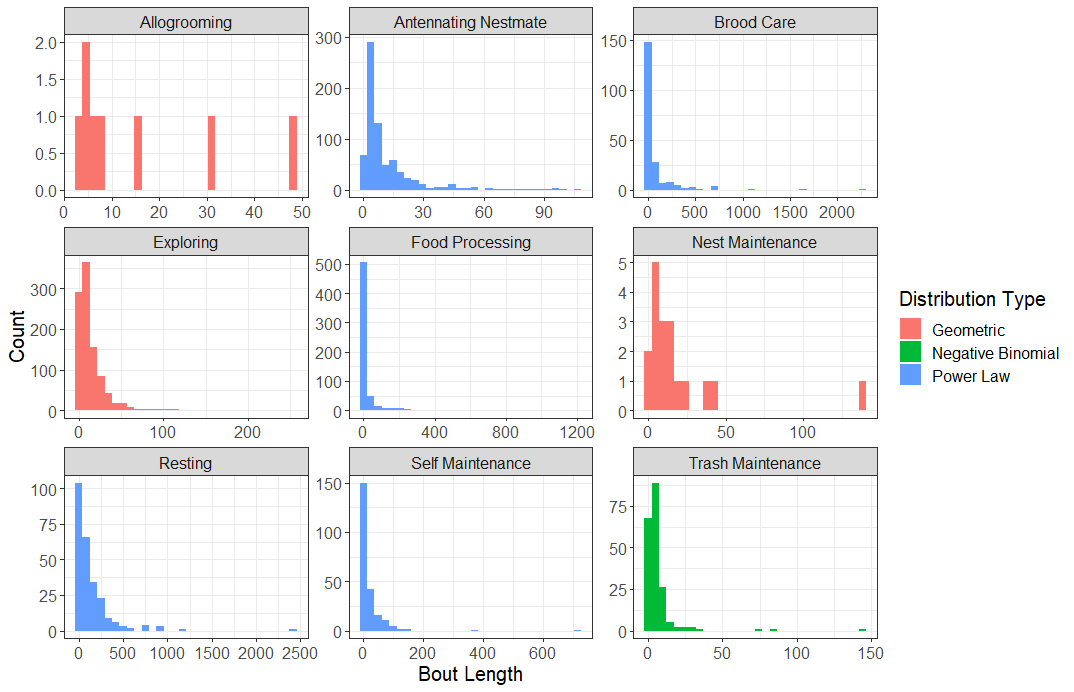 Allogrooming
Antennating Nestmate
Brood Care
2.0
1.5
1.0
0.5
0.0
0 10 20 30 40 50
300
200
100
0
0 30 60 90
150
100
50
0
0 500 1000 1500 2000
Exploring
Food Processing
Nest Maintenance
300
200
100
0
0 100 200
500
400
300
200
100
0
0 400 800 1200
5
4
3
2
1
0
0 50 100
Resting
Self Maintenance
Trash Maintenance
100
75
50
25
0
0 500 1000 1500 2000 2500
150
100
50
0
0 200 400 600
75
50
25
0
0 50 100 150
Count
Bout Length
Distribution Type
Geometric
Negative Binomial
Power Law